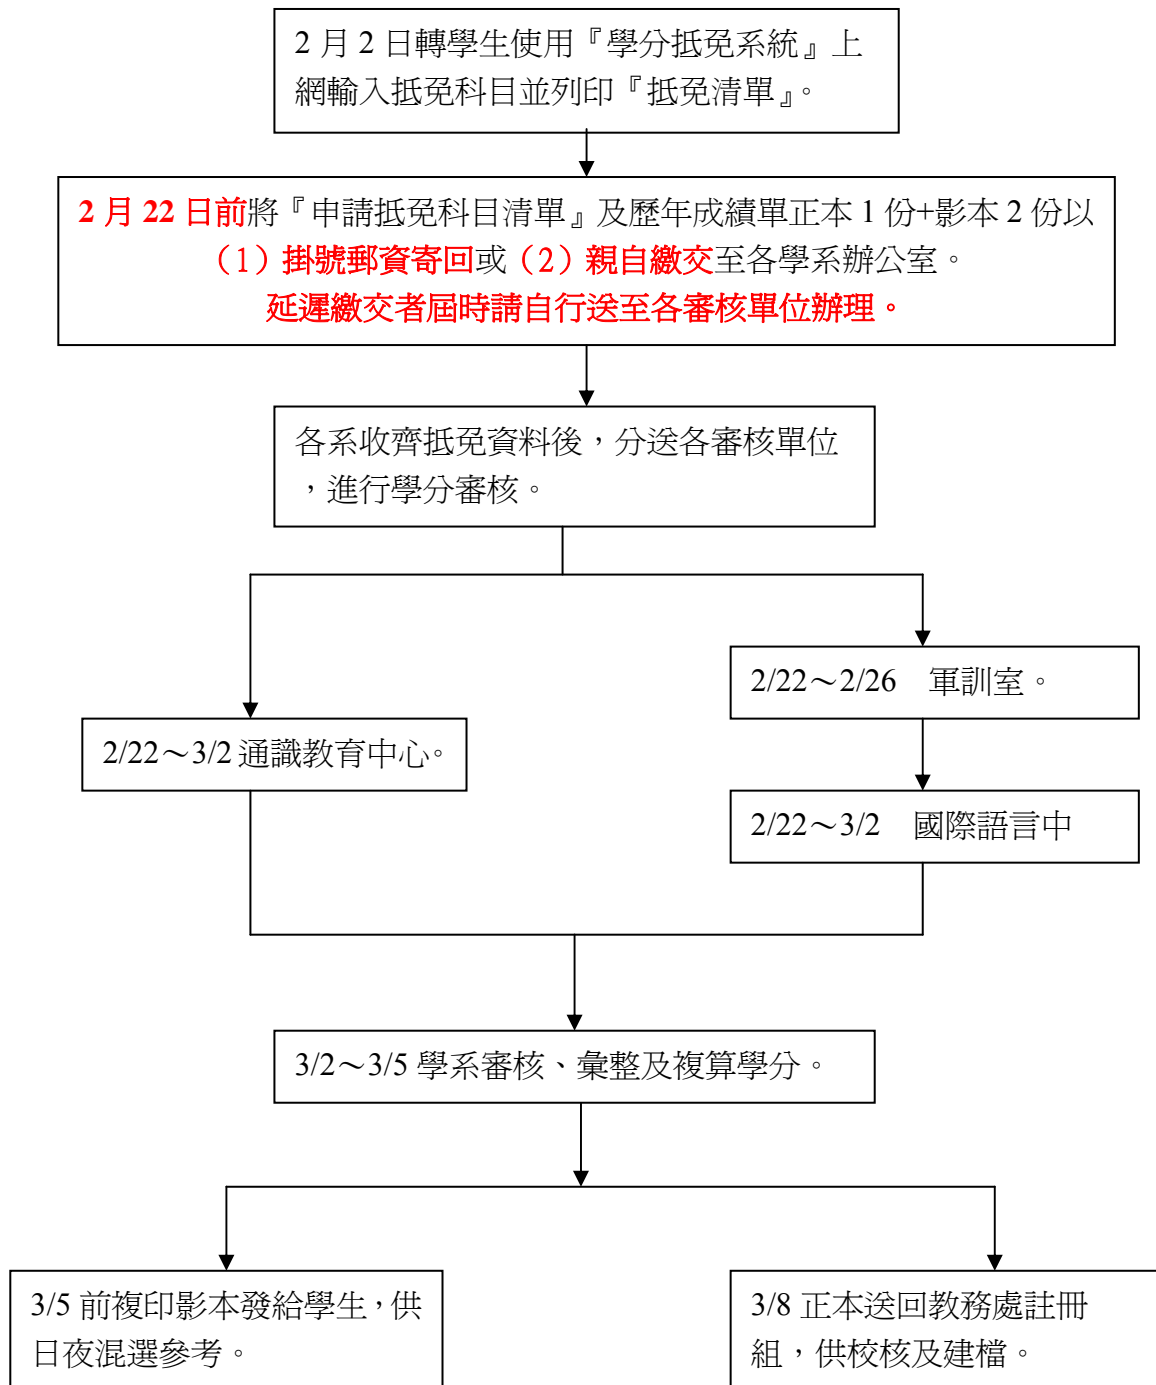 2 月 2 日轉學生使用『學分抵免系統』上
網輸入抵免科目並列印『抵免清單』。
2 月 22 日前將『申請抵免科目清單』及歷年成績單正本 1 份+影本 2 份以
（1）掛號郵資寄回或（2）親自繳交至各學系辦公室。
延遲繳交者屆時請自行送至各審核單位辦理。
各系收齊抵免資料後，分送各審核單位
，進行學分審核。
2/22～2/26　軍訓室。
2/22～3/2 通識教育中心。
2/22～3/2　國際語言中
3/2～3/5 學系審核、彙整及複算學分。
3/5 前複印影本發給學生，供
日夜混選參考。
3/8 正本送回教務處註冊
組，供校核及建檔。